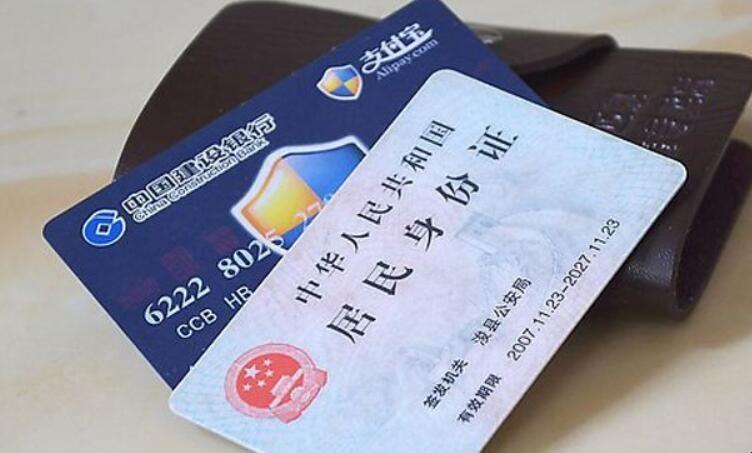 中国建设银行
China Construction Bank
支付宝
Alipay.com
6222 8025
CCB HB
中华人民共和国
居民身份证
签发机关 浚县公安局
有效期限 2007.11.23-2027.11.23